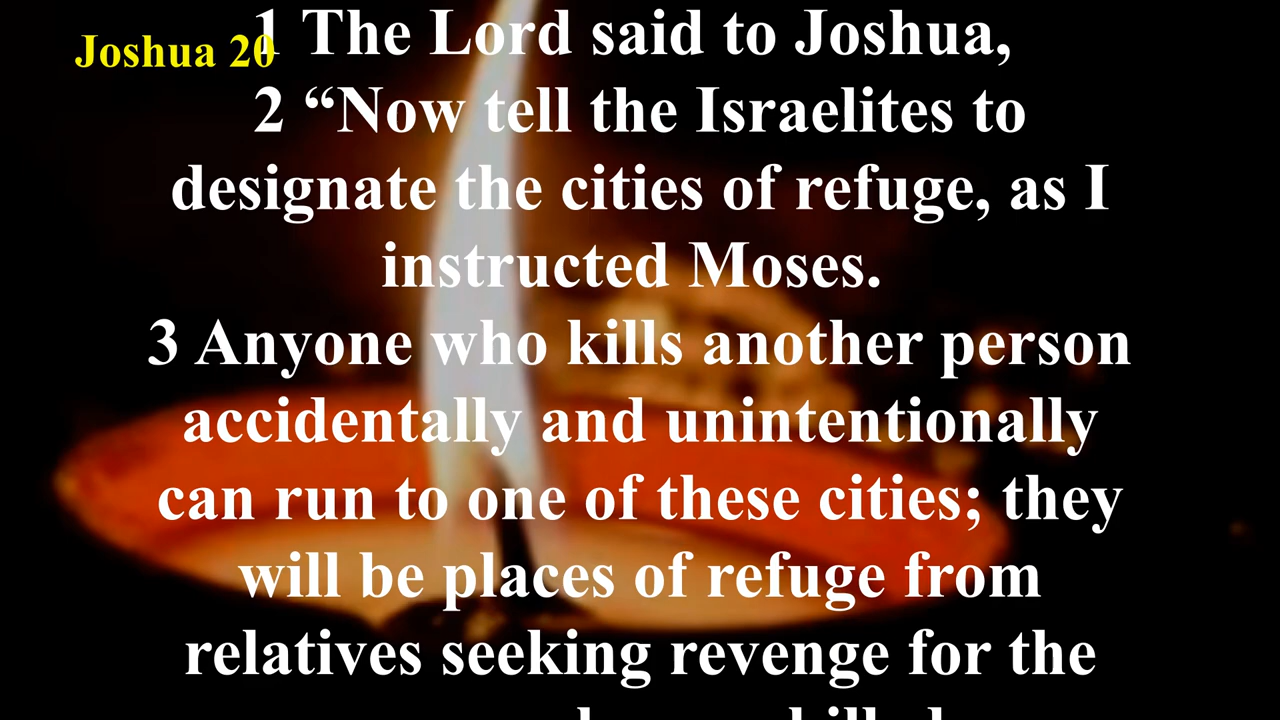 Joshua 20
1 The Lord said to Joshua,
2 “Now tell the Israelites to
designate the cities of refuge, as I
instructed Moses.
3 Anyone who kills another person
accidentally and unintentionally
can run to one of these cities; they
will be places of refuge from
relatives seeking revenge for the